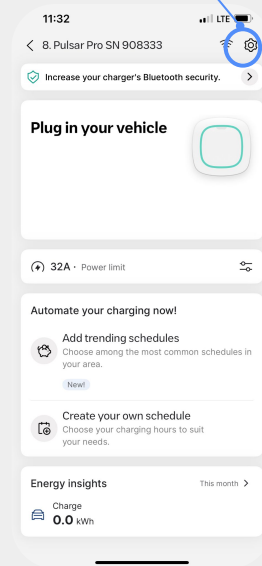 11:32 LTE
8. Pulsar Pro SN 908333
Increase your charger's Bluetooth security.
Plug in your vehicle
32A · Power limit
Automate your charging now!
Add trending schedules
Choose among the most common schedules in
your area.
New!
Create your own schedule
Choose your charging hours to suit
your needs.
Energy insights This month
Charge
0.0 kWh